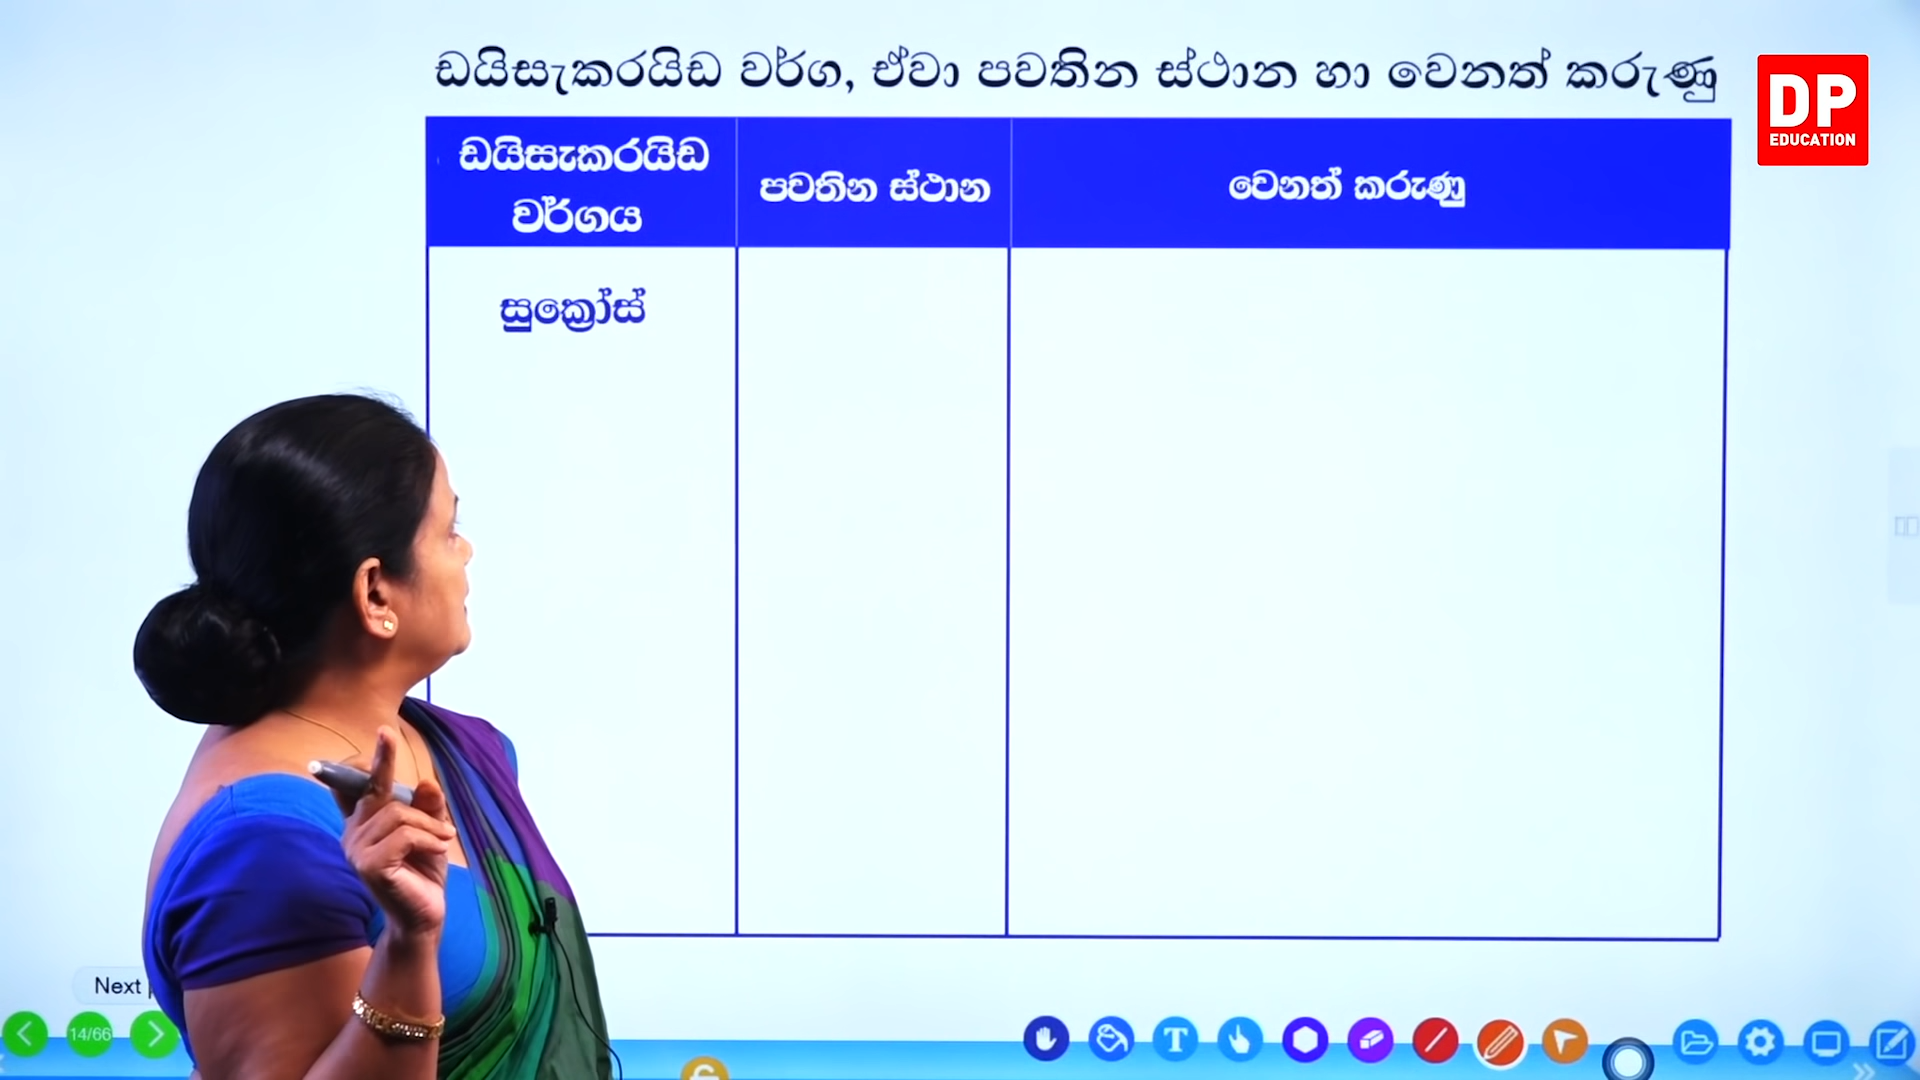 ඩයිසැකරයිඩ වර්ග, ඒවා පවතින ස්ථාන හා වෙනත් කරුණු
DP
EDUCATION
ඩයිසැකරයිඩ
වර්ගය
පවතින ස්ථාන
වෙනත් කරුණු
සුක්‍රෝස්
Next
14/66
T